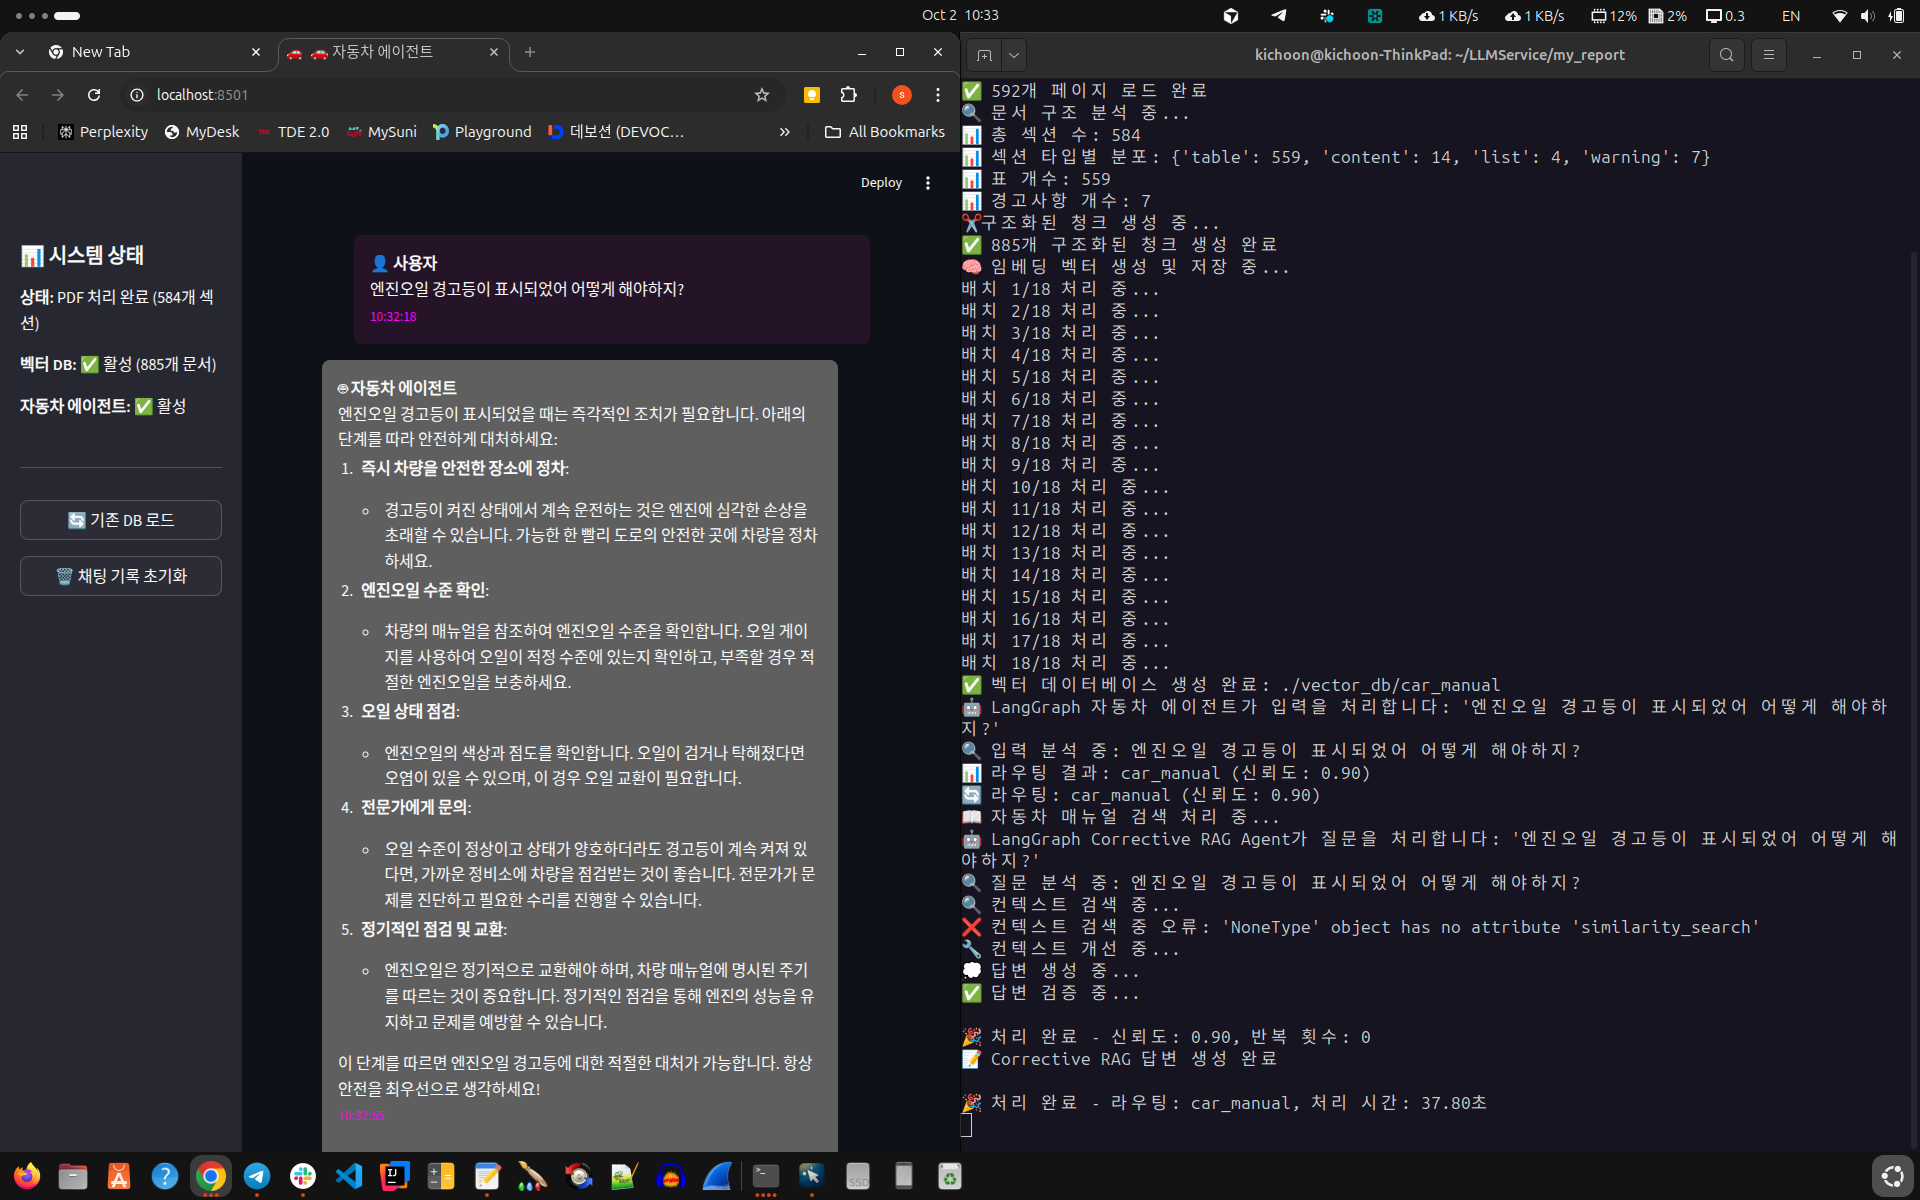 Oct 2 10:33
1 KB/s
1 KB/s
12%
2%
0.3
EN
New Tab
자동차 에이전트
localhost:8501
Perplexity
MyDesk
TDE 2.0
MySuni
Playground
데보션 (DEVOC...
»
All Bookmarks
Deploy
시스템 상태
상태: PDF 처리 완료 (584개 섹
션)
벡터 DB: ✅ 활성 (885개 문서)
자동차 에이전트: ✅ 활성
기존 DB 로드
채팅 기록 초기화
사용자
엔진오일 경고등이 표시되었어 어떻게 해야하지?
10:32:18
자동차 에이전트
엔진오일 경고등이 표시되었을 때는 즉각적인 조치가 필요합니다. 아래의
단계를 따라 안전하게 대처하세요:
1. 즉시 차량을 안전한 장소에 정차:
경고등이 켜진 상태에서 계속 운전하는 것은 엔진에 심각한 손상을
초래할 수 있습니다. 가능한 한 빨리 도로의 안전한 곳에 차량을 정차
하세요.
2. 엔진오일 수준 확인:
차량의 매뉴얼을 참조하여 엔진오일 수준을 확인합니다. 오일 게이
지를 사용하여 오일이 적정 수준에 있는지 확인하고, 부족할 경우 적
절한 엔진오일을 보충하세요.
3. 오일 상태 점검:
엔진오일의 색상과 점도를 확인합니다. 오일이 검거나 탁해졌다면
오염이 있을 수 있으며, 이 경우 오일 교환이 필요합니다.
4. 전문가에게 문의:
오일 수준이 정상이고 상태가 양호하더라도 경고등이 계속 켜져 있
다면, 가까운 정비소에 차량을 점검받는 것이 좋습니다. 전문가가 문
제를 진단하고 필요한 수리를 진행할 수 있습니다.
5. 정기적인 점검 및 교환:
엔진오일은 정기적으로 교환해야 하며, 차량 매뉴얼에 명시된 주기
를 따르는 것이 중요합니다. 정기적인 점검을 통해 엔진의 성능을 유
지하고 문제를 예방할 수 있습니다.
이 단계를 따르면 엔진오일 경고등에 대한 적절한 대처가 가능합니다. 항상
안전을 최우선으로 생각하세요!
10:32:55
kichoon@kichoon-ThinkPad: ~/LLMService/my_report
✅ 592개 페이지 로드 완료
🔍 문서 구조 분석 중...
📊 총 섹션 수: 584
📊 섹션 타입별 분포: {'table': 559, 'content': 14, 'list': 4, 'warning': 7}
📊 표 개수: 559
📊 경고사항 개수: 7
✂️구조화된 청크 생성 중...
✅ 885개 구조화된 청크 생성 완료
🧠 임베딩 벡터 생성 및 저장 중...
배치 1/18 처리 중...
배치 2/18 처리 중...
배치 3/18 처리 중...
배치 4/18 처리 중...
배치 5/18 처리 중...
배치 6/18 처리 중...
배치 7/18 처리 중...
배치 8/18 처리 중...
배치 9/18 처리 중...
배치 10/18 처리 중...
배치 11/18 처리 중...
배치 12/18 처리 중...
배치 13/18 처리 중...
배치 14/18 처리 중...
배치 15/18 처리 중...
배치 16/18 처리 중...
배치 17/18 처리 중...
배치 18/18 처리 중...
✅ 벡터 데이터베이스 생성 완료: ./vector_db/car_manual
🤖 LangGraph 자동차 에이전트가 입력을 처리합니다: '엔진오일 경고등이 표시되었어 어떻게 해야하
지?'
🔍 입력 분석 중: 엔진오일 경고등이 표시되었어 어떻게 해야하지?
📊 라우팅 결과: car_manual (신뢰도: 0.90)
🔄 라우팅: car_manual (신뢰도: 0.90)
📖 자동차 매뉴얼 검색 처리 중...
🤖 LangGraph Corrective RAG Agent가 질문을 처리합니다: '엔진오일 경고등이 표시되었어 어떻게 해
야하지?'
🔍 질문 분석 중: 엔진오일 경고등이 표시되었어 어떻게 해야하지?
🔍 컨텍스트 검색 중...
❌ 컨텍스트 검색 중 오류: 'NoneType' object has no attribute 'similarity_search'
🔧 컨텍스트 개선 중...
💭 답변 생성 중...
✅ 답변 검증 중...
🎉 처리 완료 - 신뢰도: 0.90, 반복 횟수: 0
📝 Corrective RAG 답변 생성 완료
🎉 처리 완료 - 라우팅: car_manual, 처리 시간: 37.80초